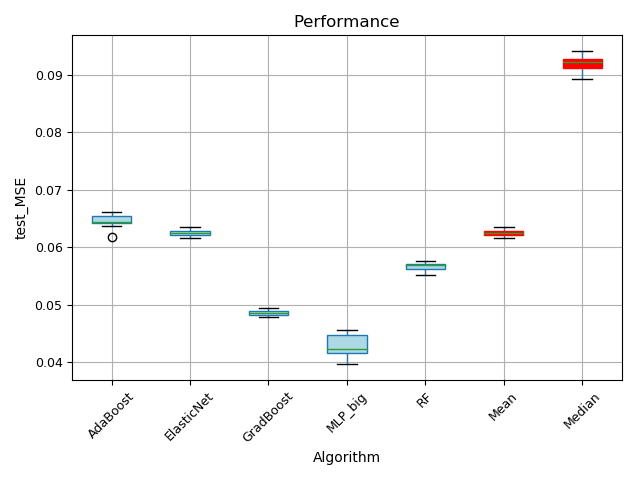 Performance
test_MSE
0.09
0.08
0.07
0.06
0.05
0.04
AdaBoost
ElasticNet
GradBoost
MLP_big
RF
Mean
Median
Algorithm